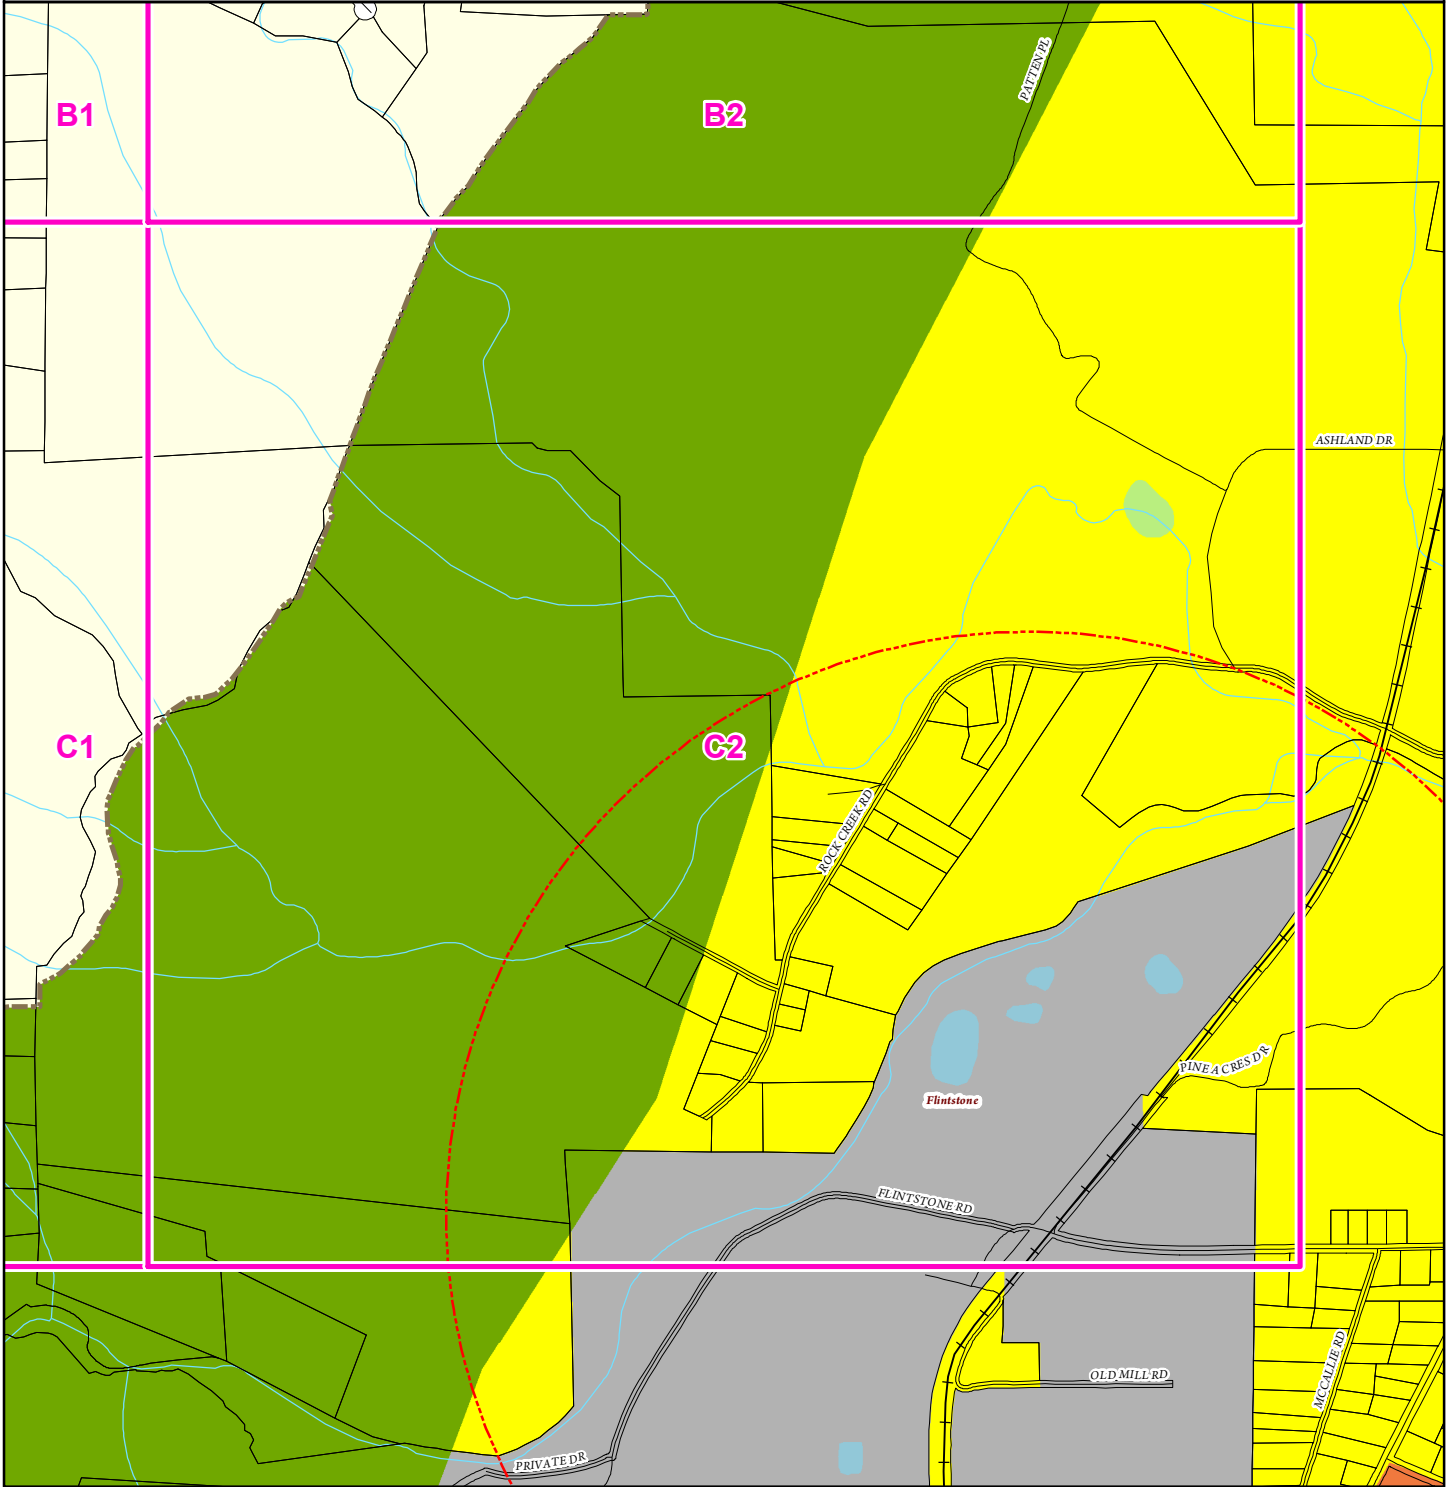 B1
B2
PATTEN PL
ASHLAND DR
C1
C2
ROCK CREEK RD
PINE ACRES DR
Flintstone
FLINTSTONE RD
OLD MILL RD
MCCALLIE RD
PRIVATE DR